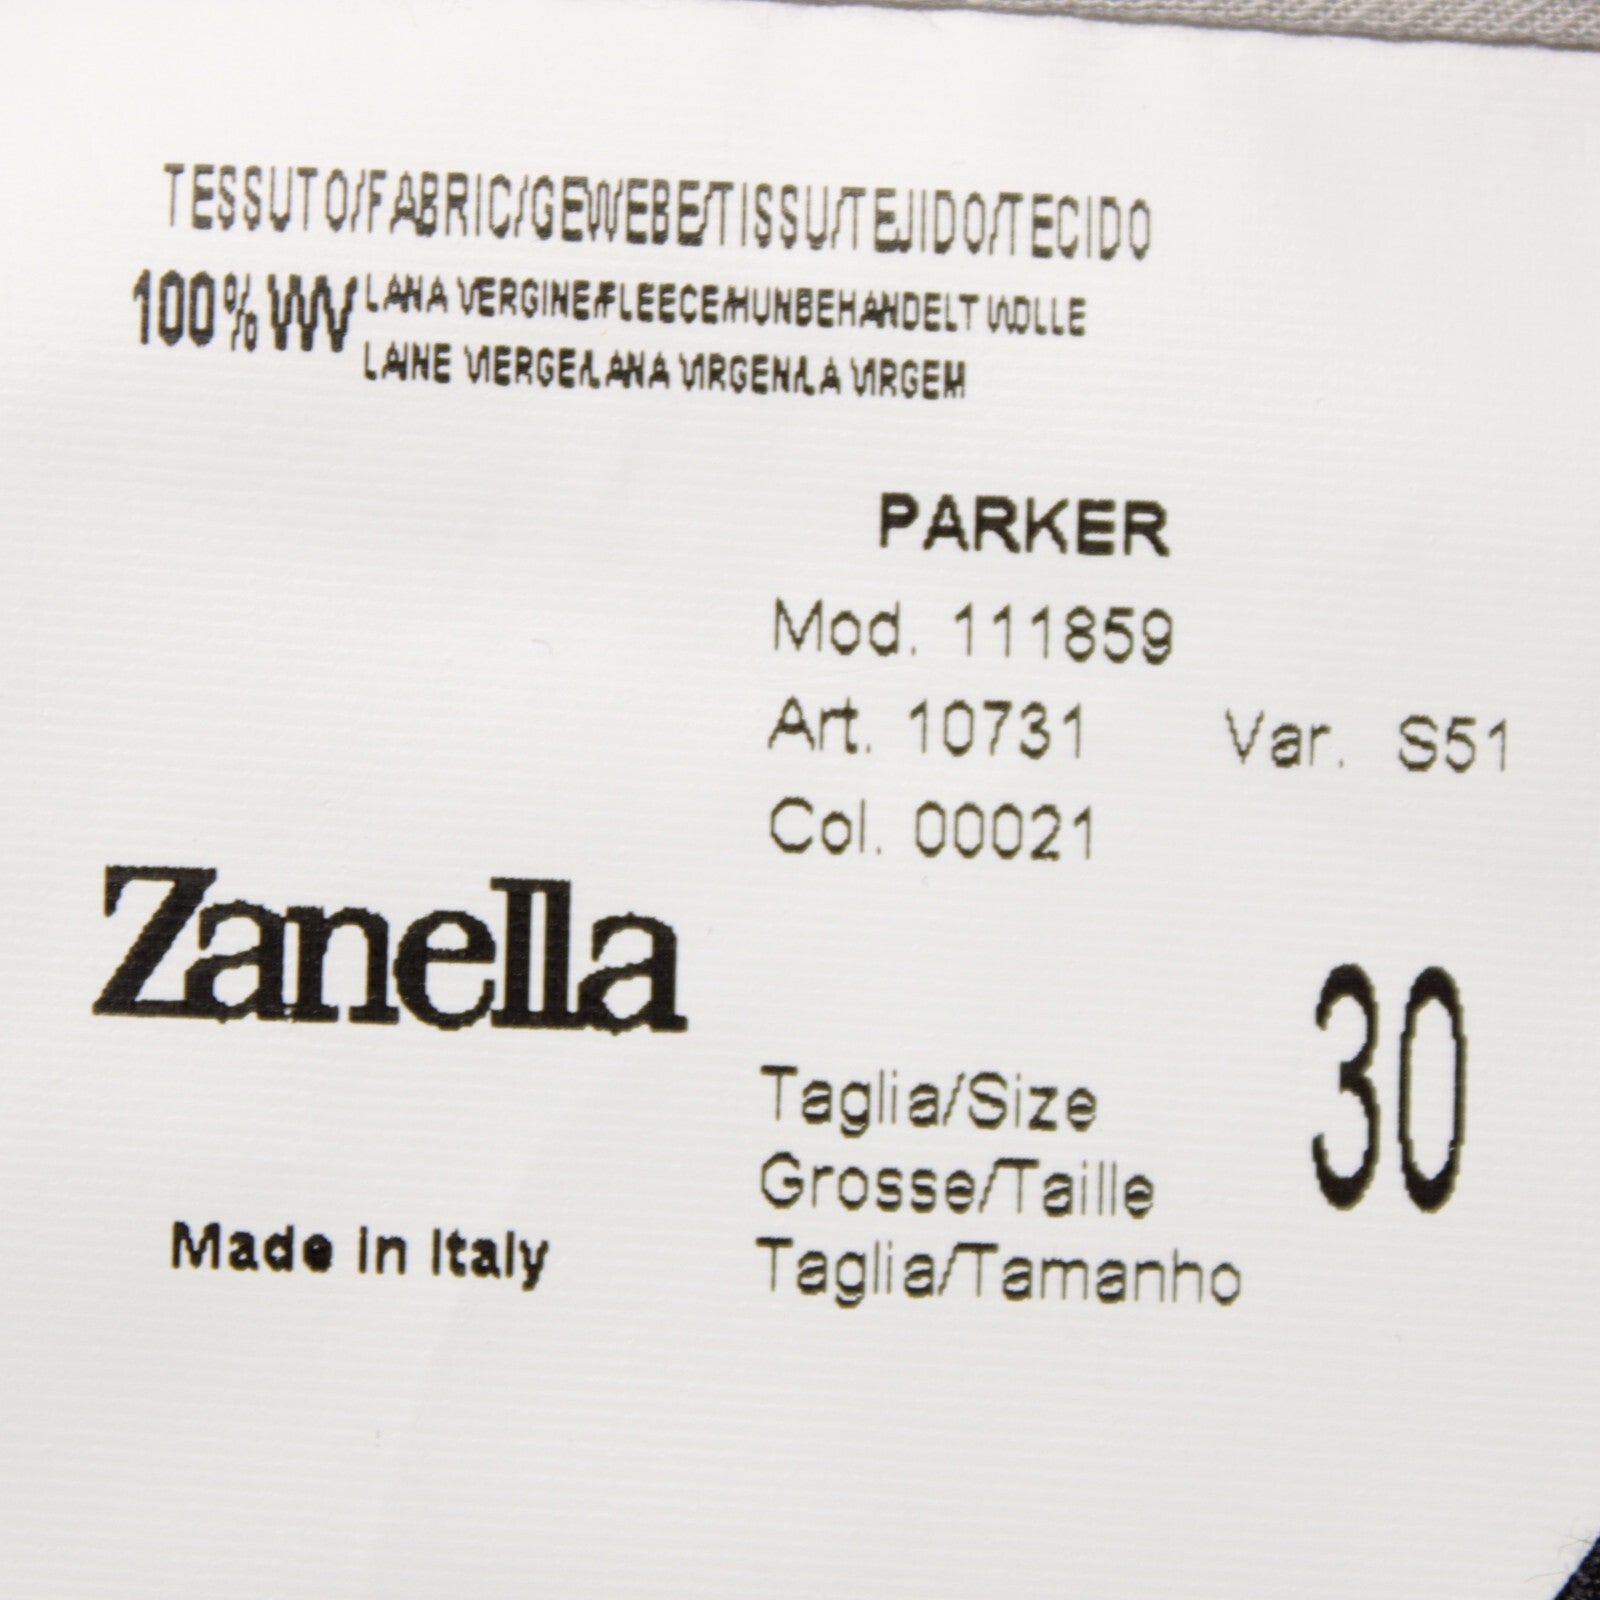 TESSUTO/FABRIC/GEWEBE/TISSU/TEJIDO/TECIDO
100% WV LANA VERGINE/FLEECE/HUNBEHANDELT WOLLE
LAINE VIERGE/LANA VIRGEN/LA VIRGEM
PARKER
Mod. 111859
Art. 10731 Var. S51
Col. 00021
Zanella
30
Taglia/Size
Grosse/Taille
Taglia/Tamanho
Made in Italy